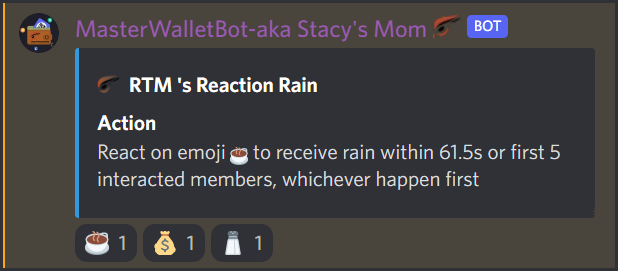 MasterWalletBot-aka Stacy's Mom BOT
RTM 's Reaction Rain
Action
React on emoji ☕ to receive rain within 61.5s or first 5
interacted members, whichever happen first
1 1 1